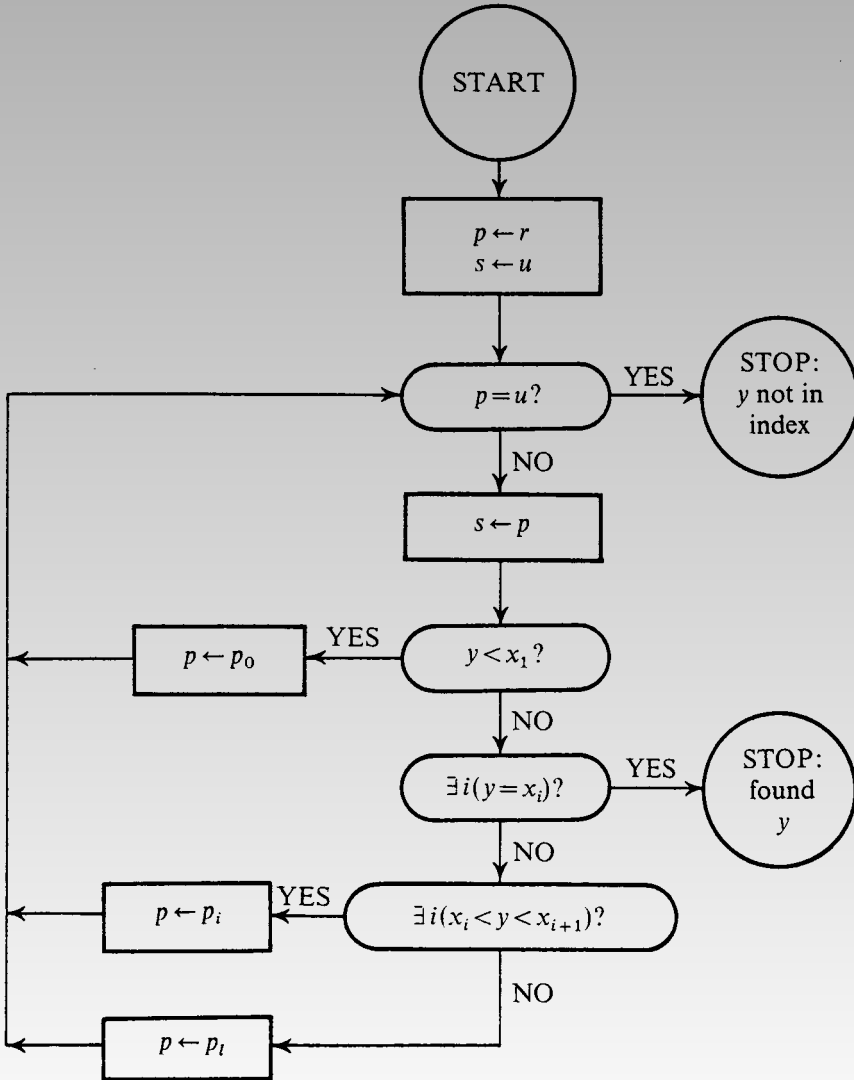 START
p ← r
s ← u
p = u?
YES
STOP:
y not in
index
NO
s ← p
y < x₁?
YES
p ← p₀
NO
∃ i(y = xᵢ)?
YES
STOP:
found
y
NO
∃ i(xᵢ < y < xᵢ₊₁)?
YES
p ← pᵢ
NO
p ← pₗ